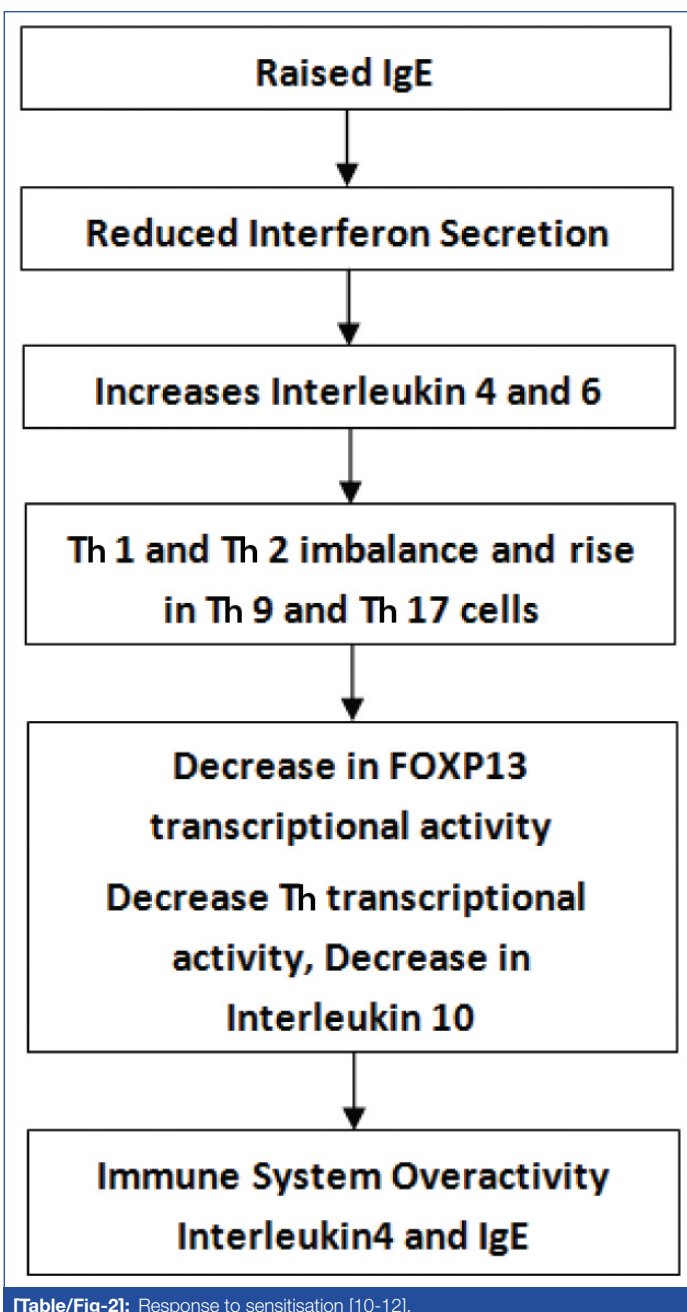 Raised IgE
Reduced Interferon Secretion
Increases Interleukin 4 and 6
Th 1 and Th 2 imbalance and rise
in Th 9 and Th 17 cells
Decrease in FOXP13
transcriptional activity
Decrease Th transcriptional
activity, Decrease in
Interleukin 10
Immune System Overactivity
Interleukin4 and IgE
[Table/Fig-2]: Response to sensitisation [10-12].